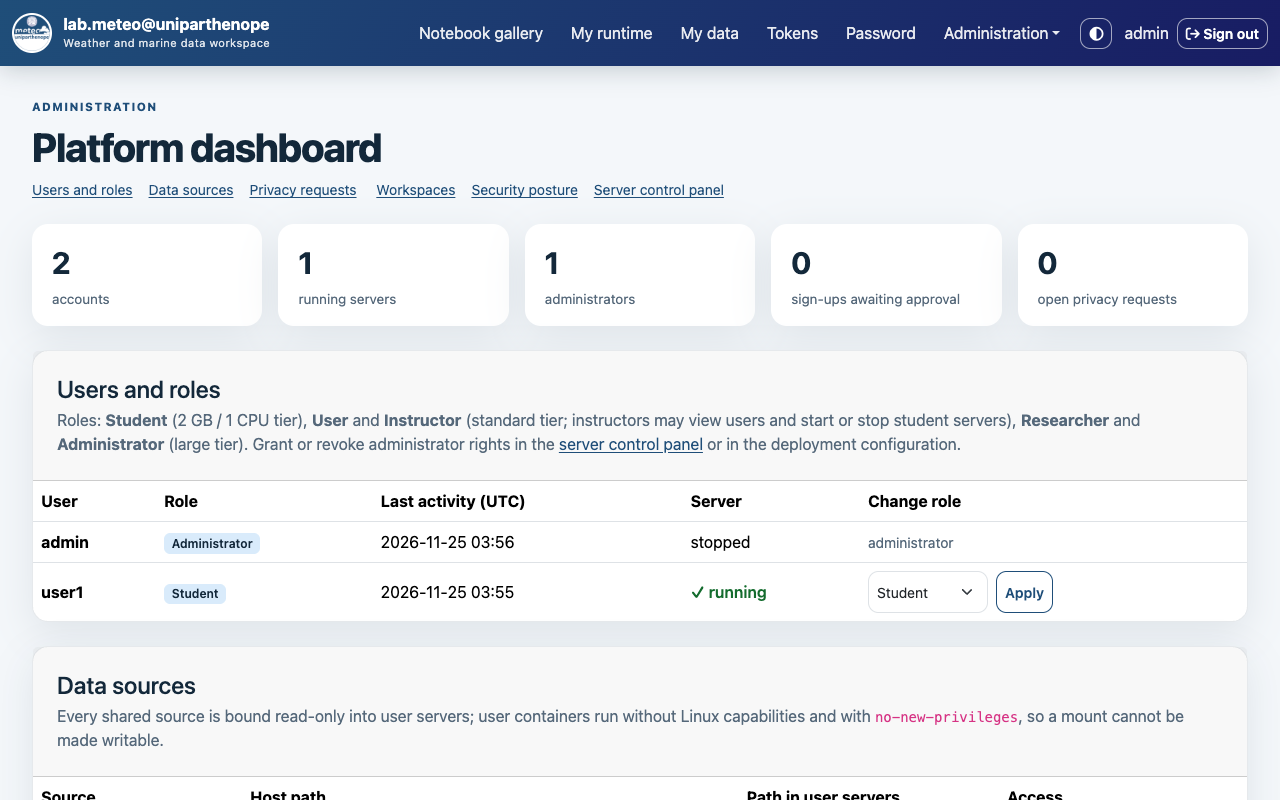 lab.meteo@uniparthenope
Weather and marine data workspace
Notebook gallery
My runtime
My data
Tokens
Password
Administration
admin
Sign out
ADMINISTRATION
Platform dashboard
Users and roles
Data sources
Privacy requests
Workspaces
Security posture
Server control panel
2
accounts
1
running servers
1
administrators
0
sign-ups awaiting approval
0
open privacy requests
Users and roles
Roles: Student (2 GB / 1 CPU tier), User and Instructor (standard tier; instructors may view users and start or stop student servers), Researcher and
Administrator (large tier). Grant or revoke administrator rights in the server control panel or in the deployment configuration.
User Role Last activity (UTC) Server Change role
admin Administrator 2026-11-25 03:56 stopped administrator
user1 Student 2026-11-25 03:55 ✓ running Student Apply
Data sources
Every shared source is bound read-only into user servers; user containers run without Linux capabilities and with no-new-privileges, so a mount cannot be
made writable.
Source Host path Path in user servers Access